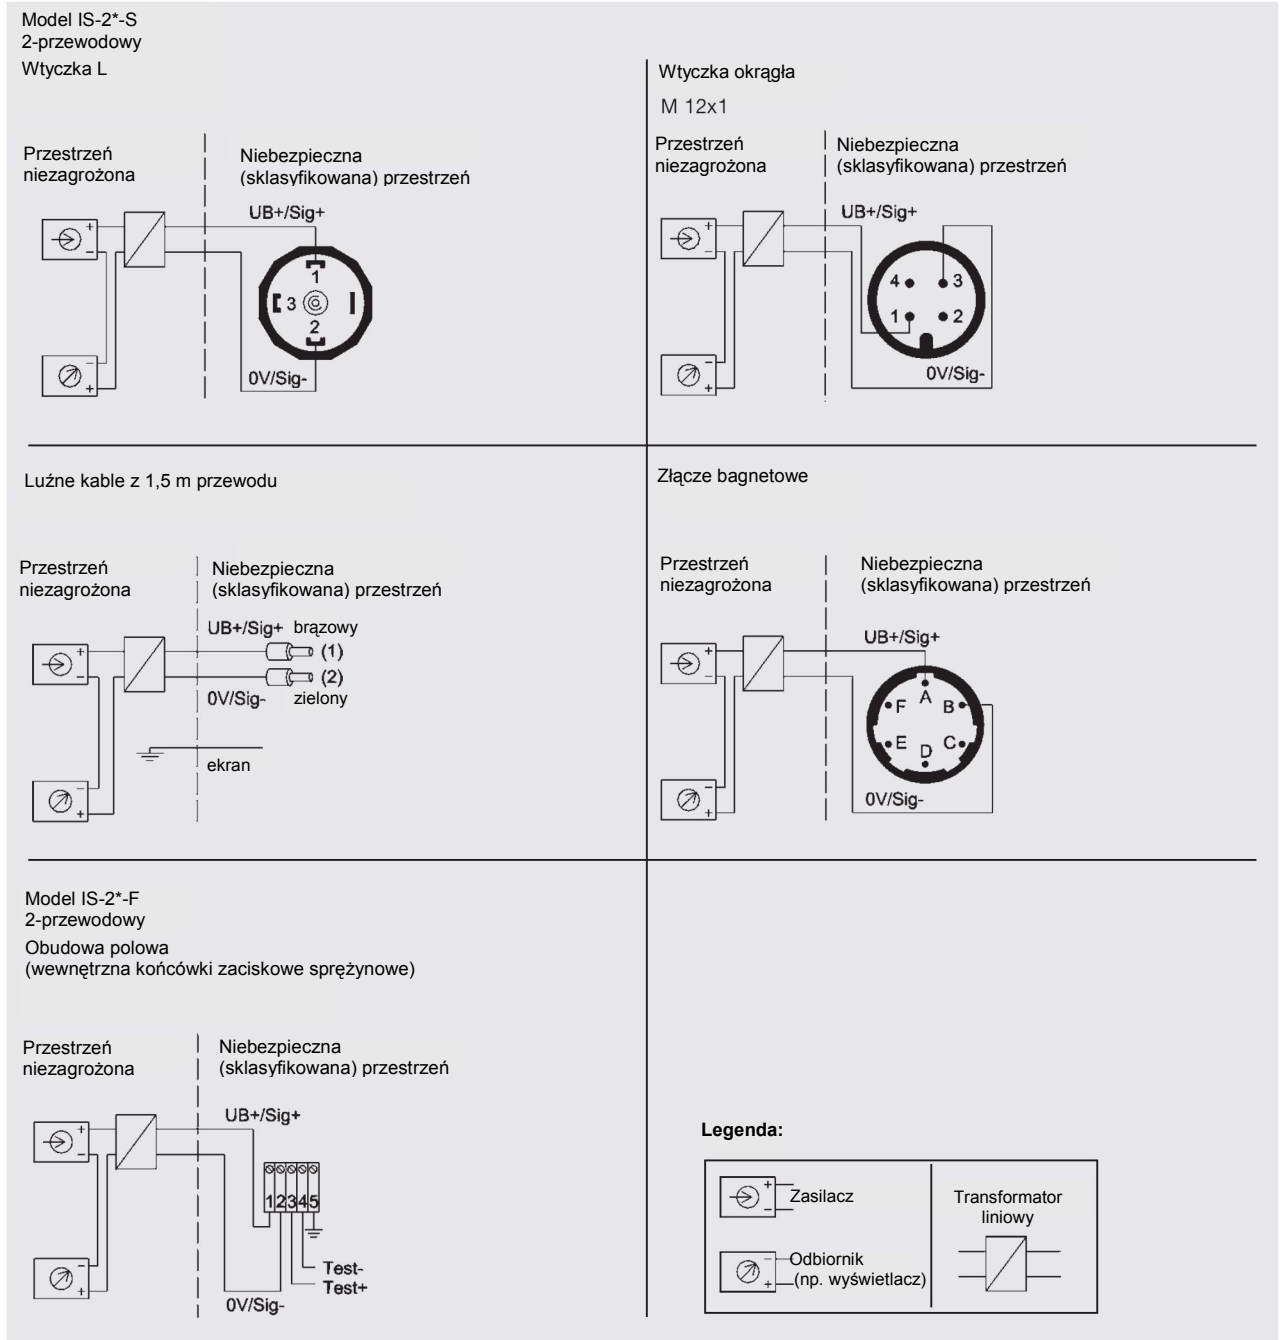 Model IS-2*-S
2-przewodowy
Wtyczka L
Przestrzeń
niezagrożona
Niebezpieczna
(sklasyfikowana) przestrzeń
UB+/Sig+
+
−
1
3
2
−
+
0V/Sig-
Wtyczka okrągła
M 12x1
Przestrzeń
niezagrożona
Niebezpieczna
(sklasyfikowana) przestrzeń
UB+/Sig+
+
−
4 3
1 2
−
+
0V/Sig-
Luźne kable z 1,5 m przewodu
Przestrzeń
niezagrożona
Niebezpieczna
(sklasyfikowana) przestrzeń
UB+/Sig+ brązowy
+
(1)
−
(2)
0V/Sig- zielony
ekran
−
+
Złącze bagnetowe
Przestrzeń
niezagrożona
Niebezpieczna
(sklasyfikowana) przestrzeń
UB+/Sig+
+
−
A
F B
E C
D
−
+
0V/Sig-
Model IS-2*-F
2-przewodowy
Obudowa polowa
(wewnętrzna końcówki zaciskowe sprężynowe)
Przestrzeń
niezagrożona
Niebezpieczna
(sklasyfikowana) przestrzeń
UB+/Sig+
+
−
12345
−
+
Test-
Test+
0V/Sig-
Legenda:
+
−
Zasilacz
−
+
Odbiornik
(np. wyświetlacz)
Transformator
liniowy